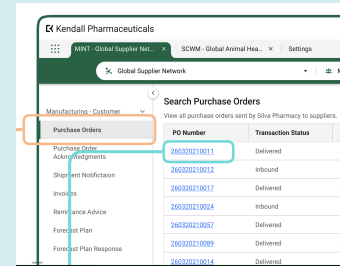 Kendall Pharmaceuticals
MINT - Global Supplier Net... × SCWM - Global Animal Hea... × Settings
Global Supplier Network
Manufacturing - Customer
Purchase Orders
Purchase Order
Acknowledgments
Shipment Notifictaion
Invoices
Remittance Advice
Forecast Plan
Forecast Plan Response
Search Purchase Orders
View all purchase orders sent by Silva Pharmacy to suppliers.
PO Number Transaction Status
260320210011 Delivered
260320210012 Inbound
260320210017 Delivered
260320210024 Inbound
260320210057 Delivered
260320210089 Delivered
260320210014 Delivered